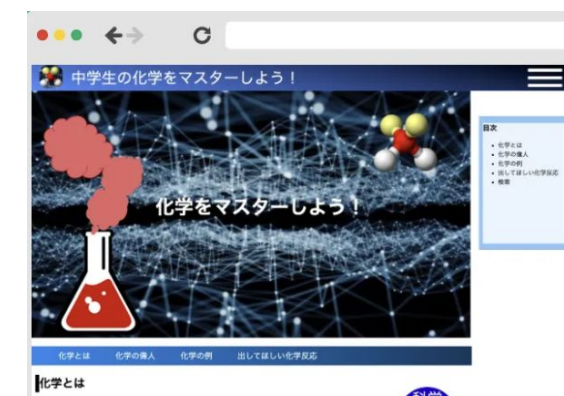 中学生の化学をマスターしよう！
化学をマスターしよう！
目次
化学とは
化学の偉人
化学の例
出してほしい化学反応
検索
化学とは 化学の偉人 化学の例 出してほしい化学反応
化学とは
科学